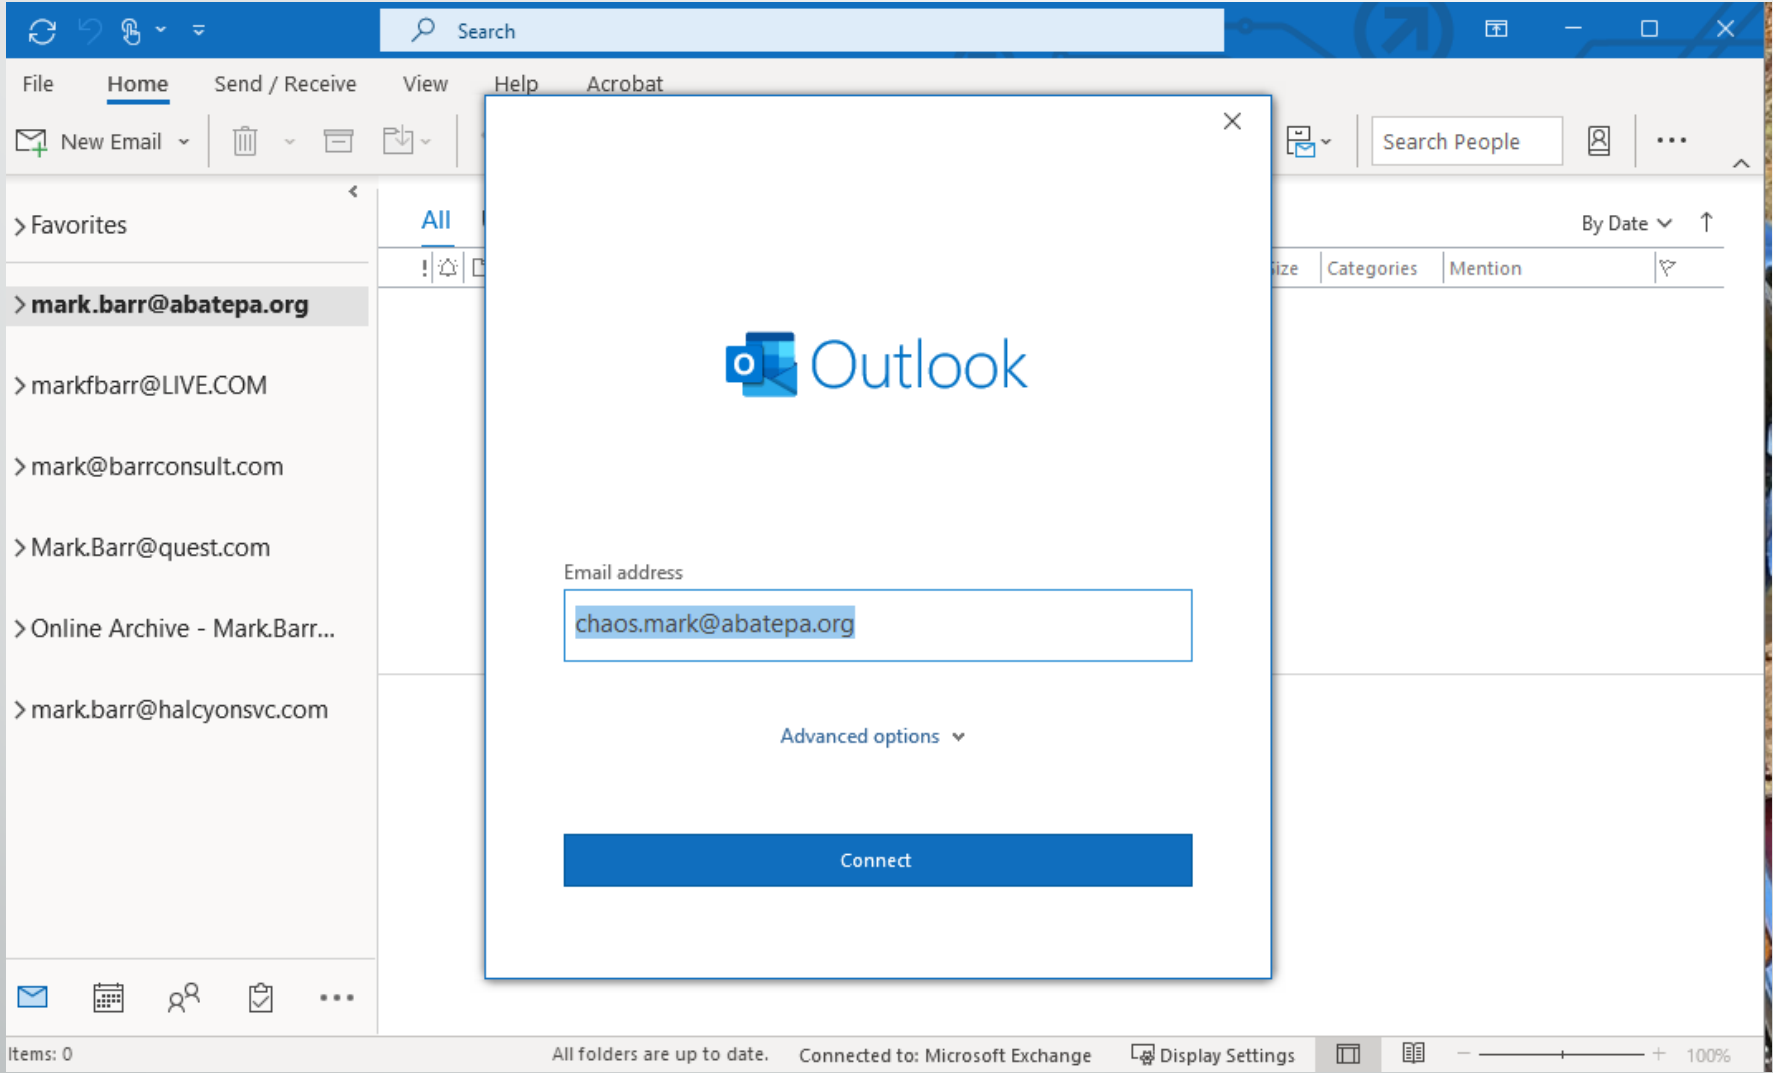 Search
File Home Send / Receive View Help Acrobat
New Email
Search People
Favorites
All
By Date
Categories Mention
mark.barr@abatepa.org
markfbarr@LIVE.COM
mark@barrconsult.com
Mark.Barr@quest.com
Online Archive - Mark.Barr...
mark.barr@halcyonsvc.com
Outlook
Email address
chaos.mark@abatepa.org
Advanced options
Connect
Items: 0
All folders are up to date. Connected to: Microsoft Exchange Display Settings 100%